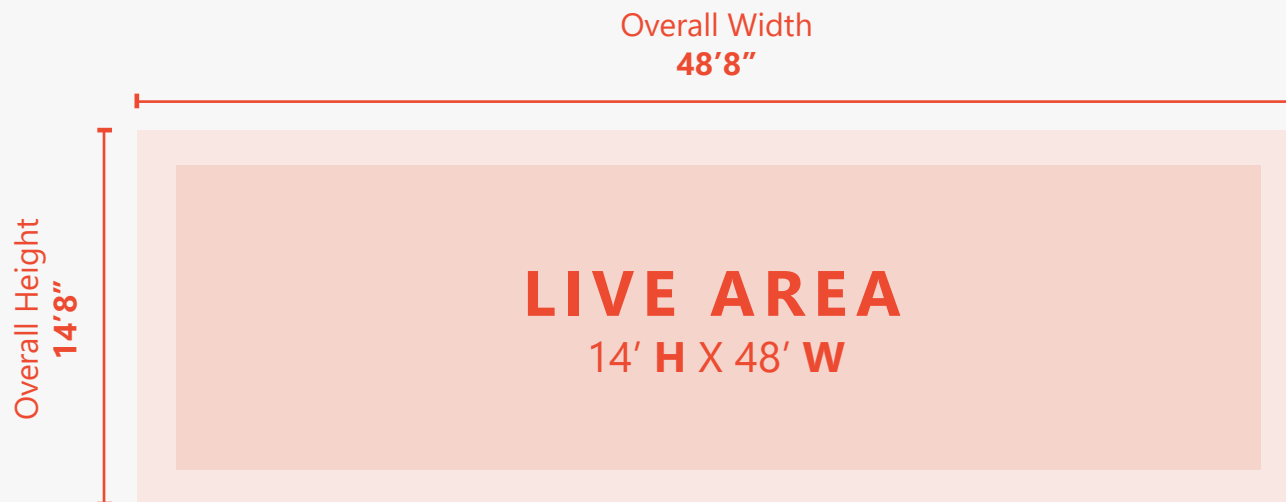 Overall Width
48’8”
Overall Height
14’8”
LIVE AREA
14’ H X 48’ W